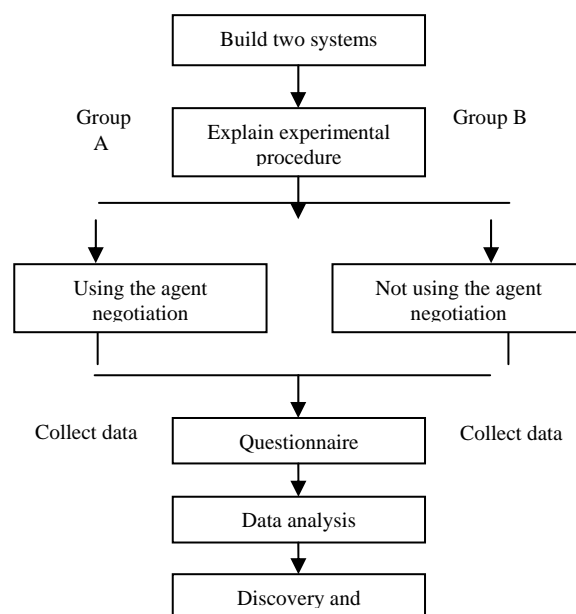 Build two systems
Group
A
Explain experimental
procedure
Group B
Using the agent
negotiation
Not using the agent
negotiation
Collect data
Questionnaire
Collect data
Data analysis
Discovery and